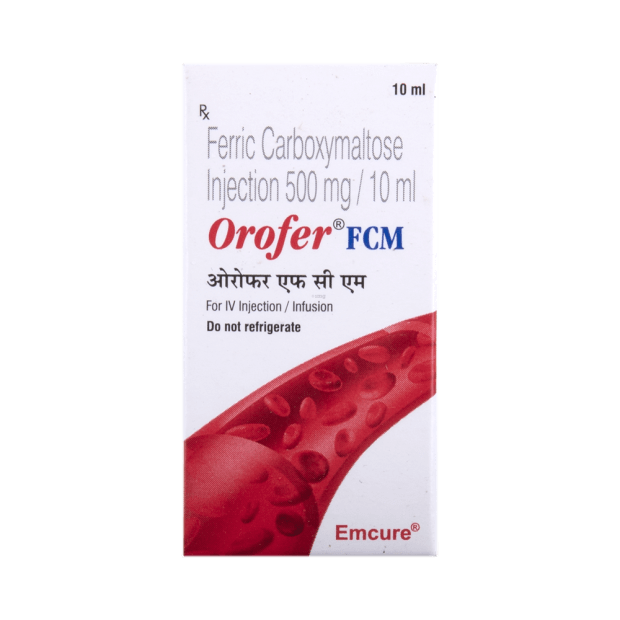 10 ml
Rx
Ferric Carboxymaltose
Injection 500 mg / 10 ml
Orofer® FCM
ओरोफर एफ सी एम
For IV Injection / Infusion
Do not refrigerate
Emcure®